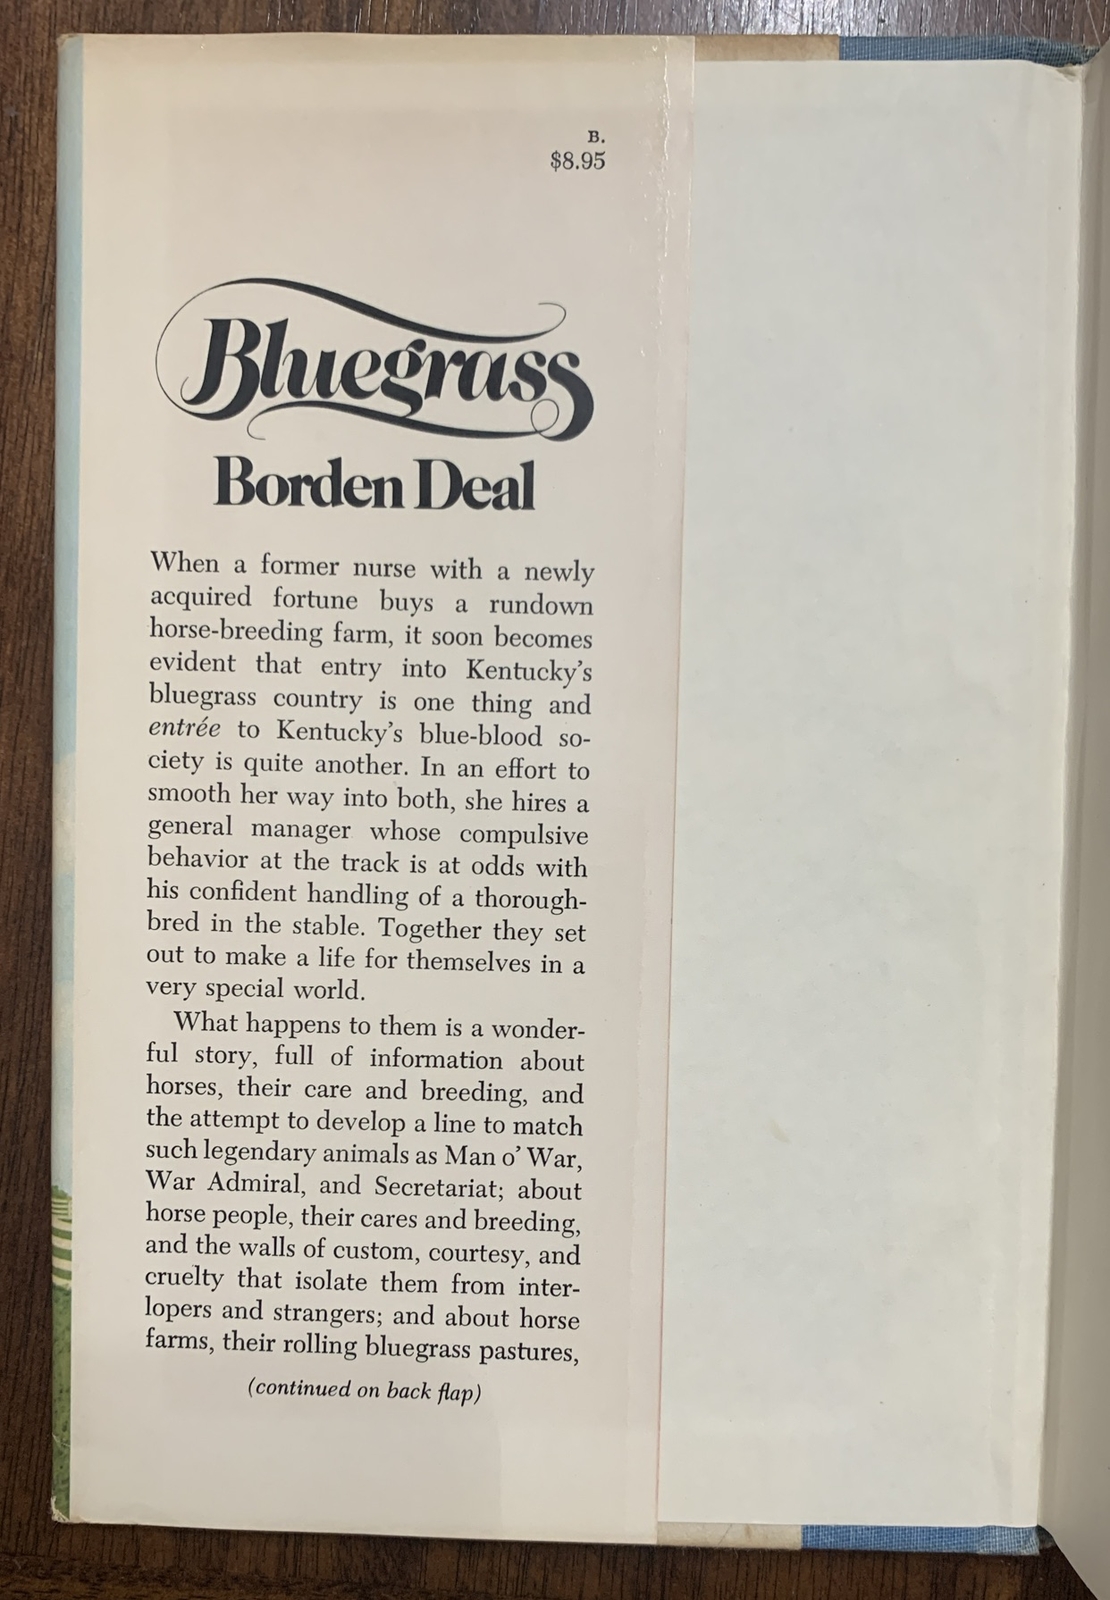 B.
$8.95
Bluegrass
Borden Deal
When a former nurse with a newly
acquired fortune buys a rundown
horse-breeding farm, it soon becomes
evident that entry into Kentucky's
bluegrass country is one thing and
entrée to Kentucky's blue-blood so-
ciety is quite another. In an effort to
smooth her way into both, she hires a
general manager whose compulsive
behavior at the track is at odds with
his confident handling of a thorough-
bred in the stable. Together they set
out to make a life for themselves in a
very special world.
What happens to them is a wonder-
ful story, full of information about
horses, their care and breeding, and
the attempt to develop a line to match
such legendary animals as Man o' War,
War Admiral, and Secretariat; about
horse people, their cares and breeding,
and the walls of custom, courtesy, and
cruelty that isolate them from inter-
lopers and strangers; and about horse
farms, their rolling bluegrass pastures,
(continued on back flap)